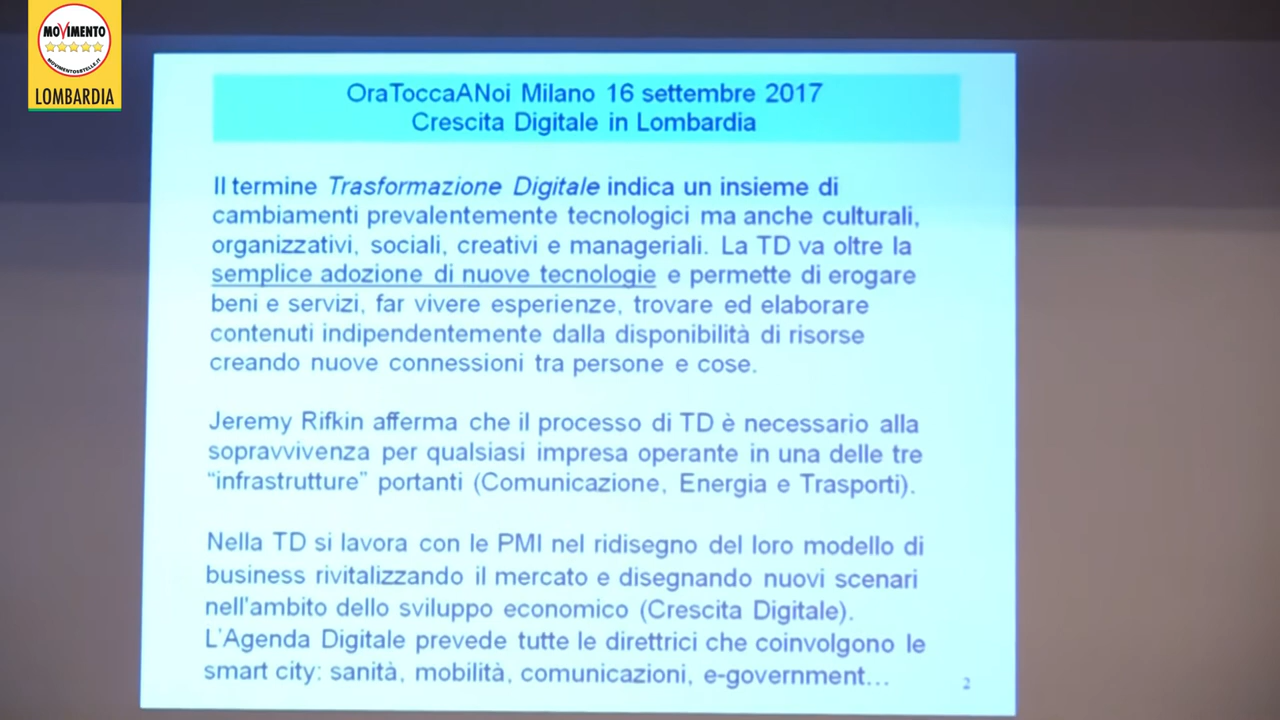 MOVIMENTO
MOVIMENTO5STELLE.IT
LOMBARDIA
OraToccaANoi Milano 16 settembre 2017
Crescita Digitale in Lombardia
Il termine Trasformazione Digitale indica un insieme di
cambiamenti prevalentemente tecnologici ma anche culturali,
organizzativi, sociali, creativi e manageriali. La TD va oltre la
semplice adozione di nuove tecnologie e permette di erogare
beni e servizi, far vivere esperienze, trovare ed elaborare
contenuti indipendentemente dalla disponibilità di risorse
creando nuove connessioni tra persone e cose.
Jeremy Rifkin afferma che il processo di TD è necessario alla
sopravvivenza per qualsiasi impresa operante in una delle tre
“infrastrutture” portanti (Comunicazione, Energia e Trasporti).
Nella TD si lavora con le PMI nel ridisegno del loro modello di
business rivitalizzando il mercato e disegnando nuovi scenari
nell'ambito dello sviluppo economico (Crescita Digitale).
L'Agenda Digitale prevede tutte le direttrici che coinvolgono le
smart city: sanità, mobilità, comunicazioni, e-government...
2